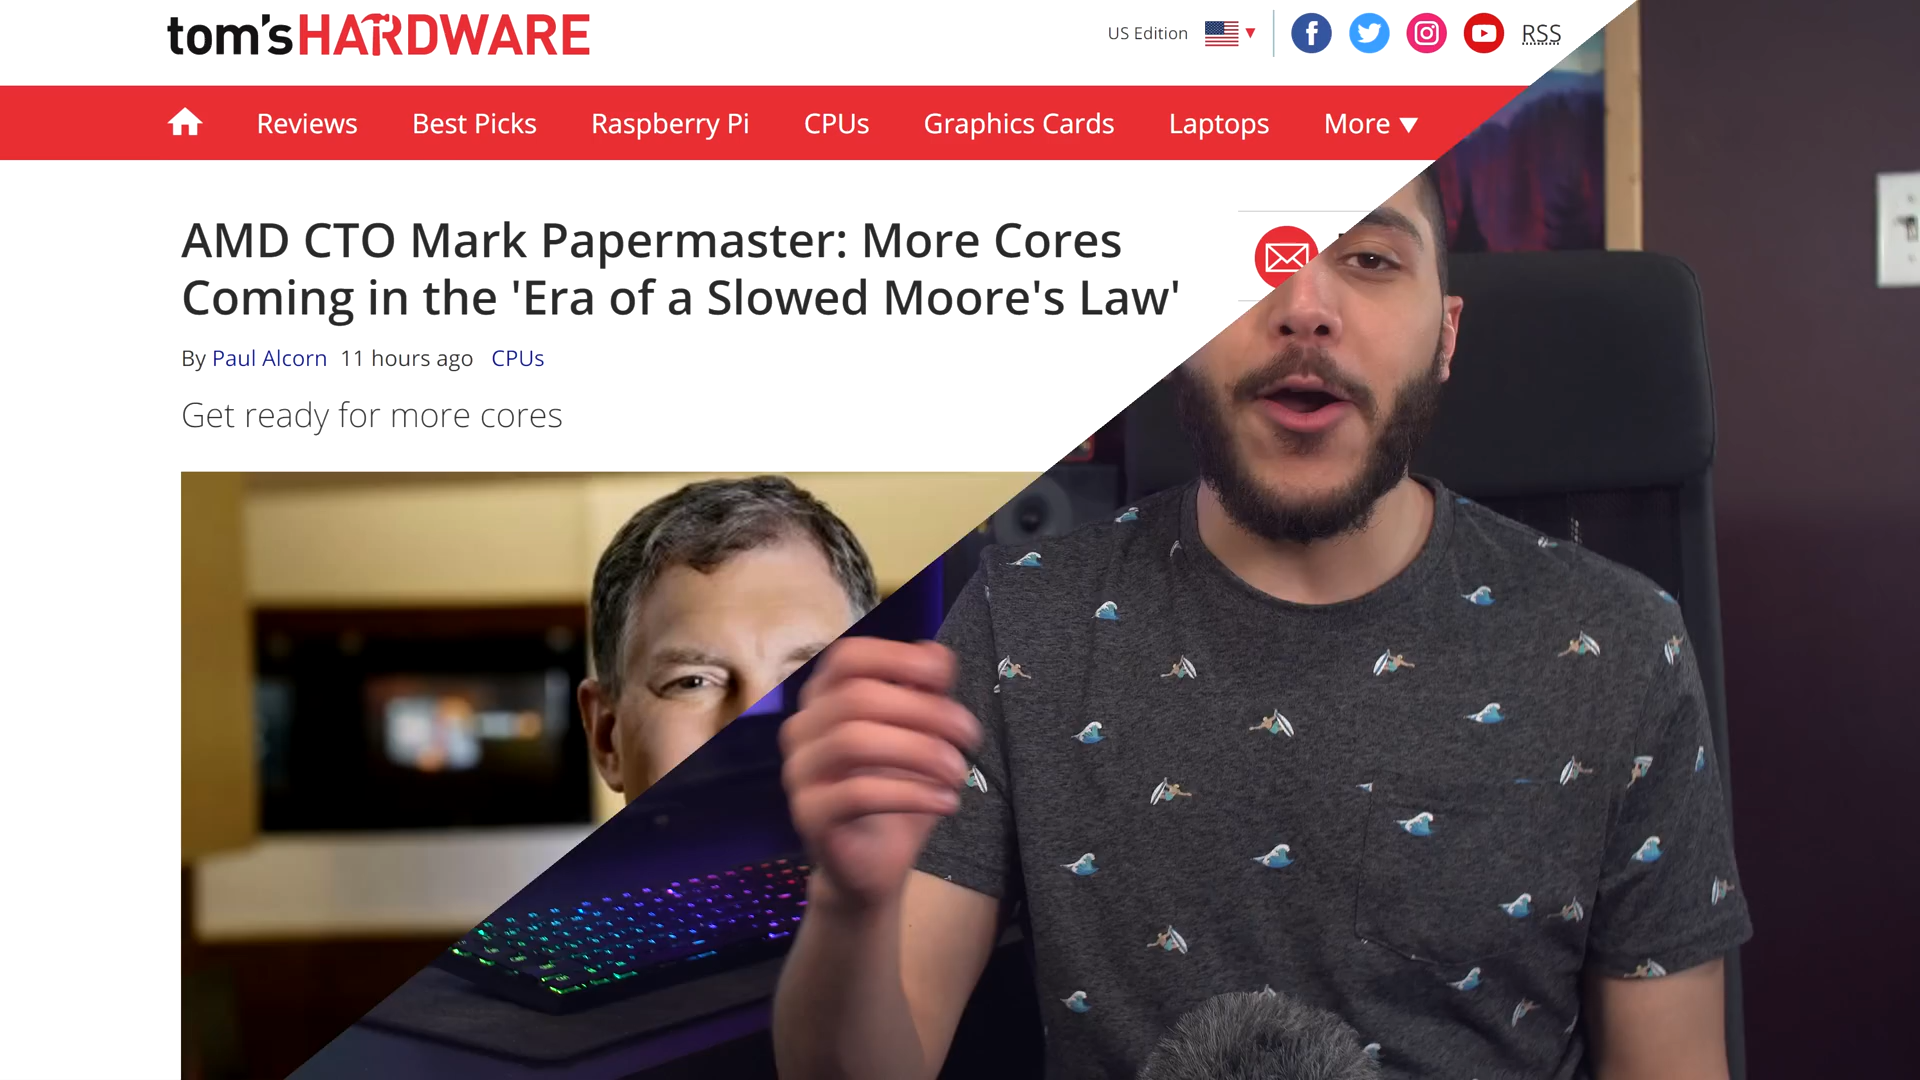 tom'sHARDWARE
US Edition
RSS
Reviews Best Picks Raspberry Pi CPUs Graphics Cards Laptops More
AMD CTO Mark Papermaster: More Cores
Coming in the 'Era of a Slowed Moore's Law'
By Paul Alcorn 11 hours ago CPUs
Get ready for more cores